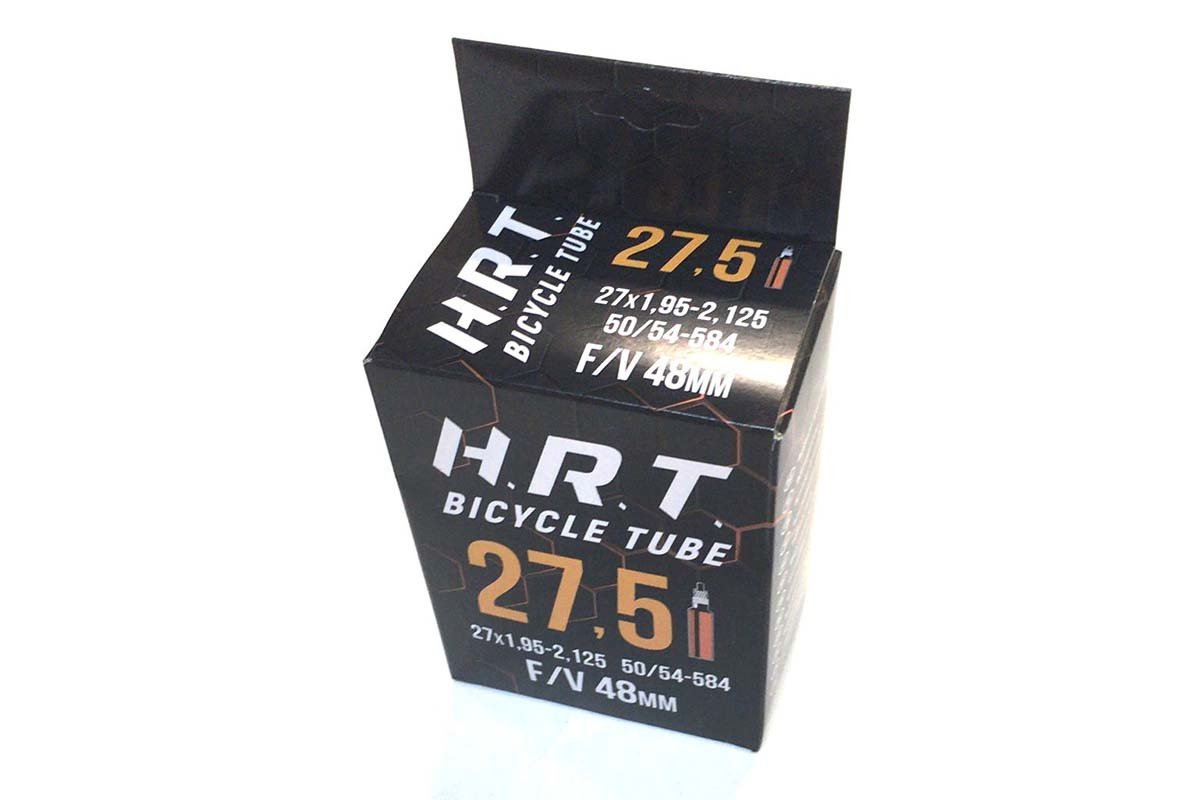 H.R.T.
BICYCLE TUBE
27,5
27x1,95-2,125
50/54-584
F/V 48MM
H.R.T.
BICYCLE TUBE
27,5
27x1,95-2,125 50/54-584
F/V 48MM